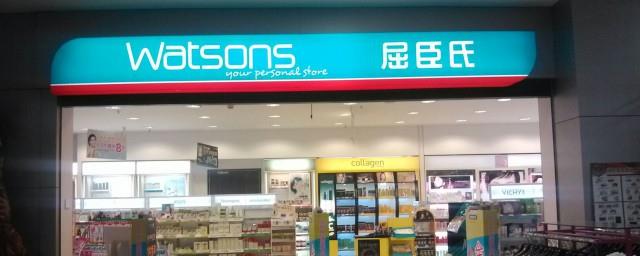 watsons 屈臣氏
your personal store
collagen
VICHY